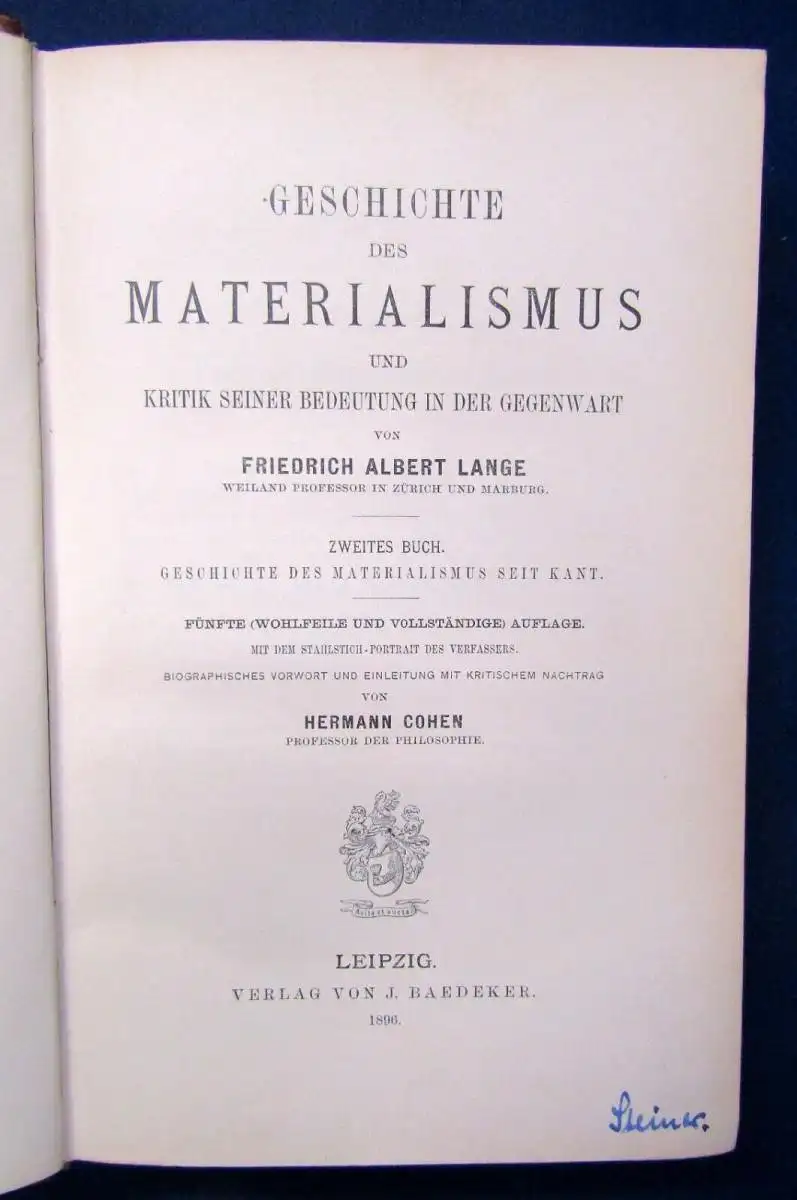 GESCHICHTE
DES
MATERIALISMUS
UND
KRITIK SEINER BEDEUTUNG IN DER GEGENWART
VON
FRIEDRICH ALBERT LANGE
WEILAND PROFESSOR IN ZÜRICH UND MARBURG.
ZWEITES BUCH.
GESCHICHTE DES MATERIALISMUS SEIT KANT.
FÜNFTE (WOHLFEILE UND VOLLSTÄNDIGE) AUFLAGE.
MIT DEM STAHLSTICH-PORTRAIT DES VERFASSERS.
BIOGRAPHISCHES VORWORT UND EINLEITUNG MIT KRITISCHEM NACHTRAG
VON
HERMANN COHEN
PROFESSOR DER PHILOSOPHIE.
LEIPZIG.
VERLAG VON J. BAEDEKER.
1896.
Steiner.